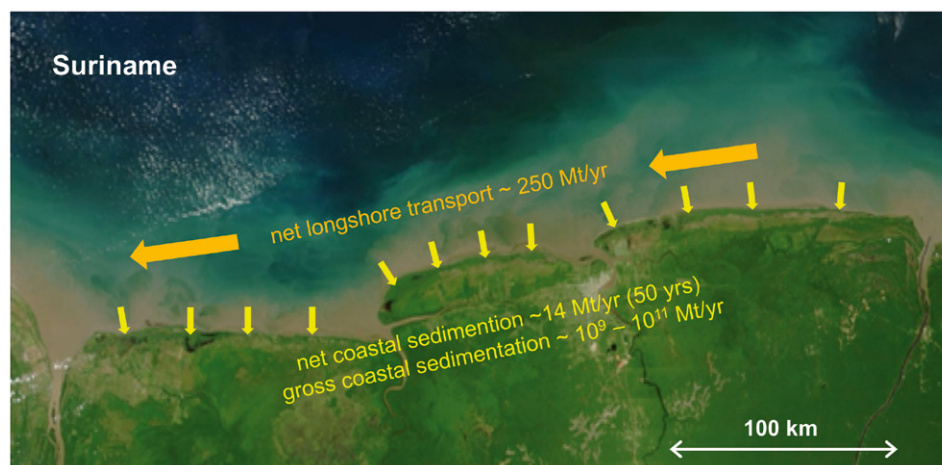 Suriname
net longshore transport ~ 250 Mt/yr
net coastal sedimention ~14 Mt/yr (50 yrs)
gross coastal sedimentation ~ 10⁹ – 10¹¹ Mt/yr
100 km